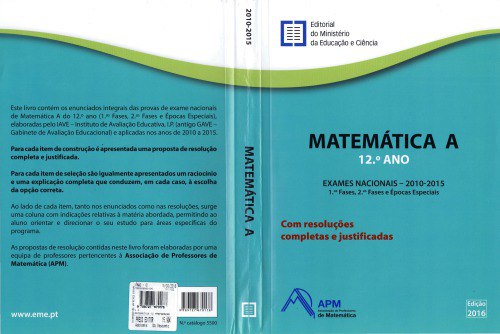 Este livro contém os enunciados integrais das provas de exame nacionais
de Matemática A do 12.º ano (1.ªs Fases, 2.ªs Fases e Épocas Especiais),
elaboradas pelo IAVE – Instituto de Avaliação Educativa, I.P. (antigo GAVE –
Gabinete de Avaliação Educacional) e aplicadas nos anos de 2010 a 2015.
Para cada item de construção é apresentada uma proposta de resolução
completa e justificada.
Para cada item de seleção são igualmente apresentados um raciocínio
e uma explicação completa que conduzem, em cada caso, à escolha
da opção correta.
Ao lado de cada item, tanto nos enunciados como nas resoluções, surge
uma coluna com indicações relativas à matéria abordada, permitindo ao
aluno orientar e direcionar o seu estudo para áreas específicas do
programa.
As propostas de resolução contidas neste livro foram elaboradas por uma
equipa de professores pertencentes à Associação de Professores de
Matemática (APM).
www.eme.pt
N.º catálogo 5500
2010-2015
MATEMÁTICA A
Editorial
do Ministério
da Educação e Ciência
MATEMÁTICA A
12.º ANO
EXAMES NACIONAIS – 2010-2015
1.ªs Fases, 2.ªs Fases e Épocas Especiais
Com resoluções
completas e justificadas
APM
Associação de Professores
de Matemática
Edição
2016